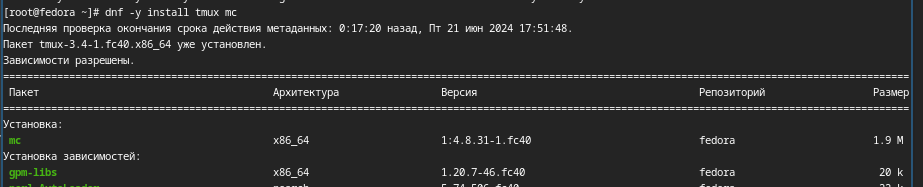 [root@fedora ~]# dnf -y install tmux mc
Последняя проверка окончания срока действия метаданных: 0:17:20 назад, Пт 21 июн 2024 17:51:48.
Пакет tmux-3.4-1.fc40.x86_64 уже установлен.
Зависимости разрешены.
Пакет Архитектура Версия Репозиторий Размер
Установка:
mc x86_64 1:4.8.31-1.fc40 fedora 1.9 M
Установка зависимостей:
gpm-libs x86_64 1.20.7-46.fc40 fedora 20 k